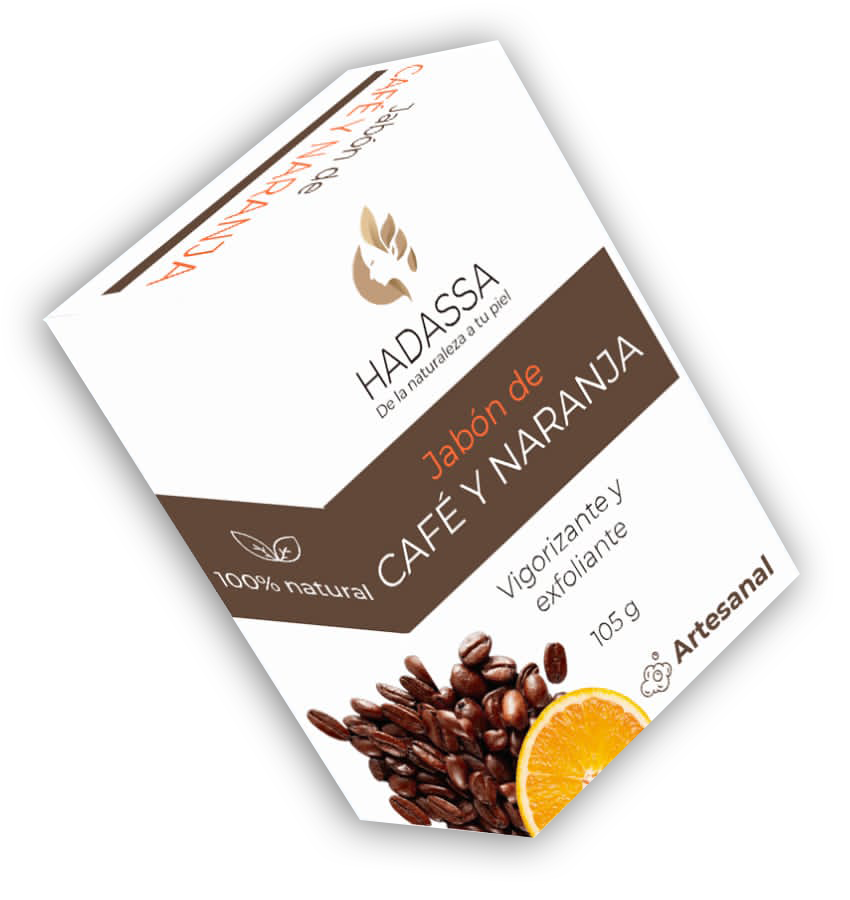 Jabón de
CAFÉ Y NARANJA
HADASSA
De la naturaleza a tu piel
Jabón de
CAFÉ Y NARANJA
100% natural
Vigorizante y
exfoliante
105 g
Artesanal